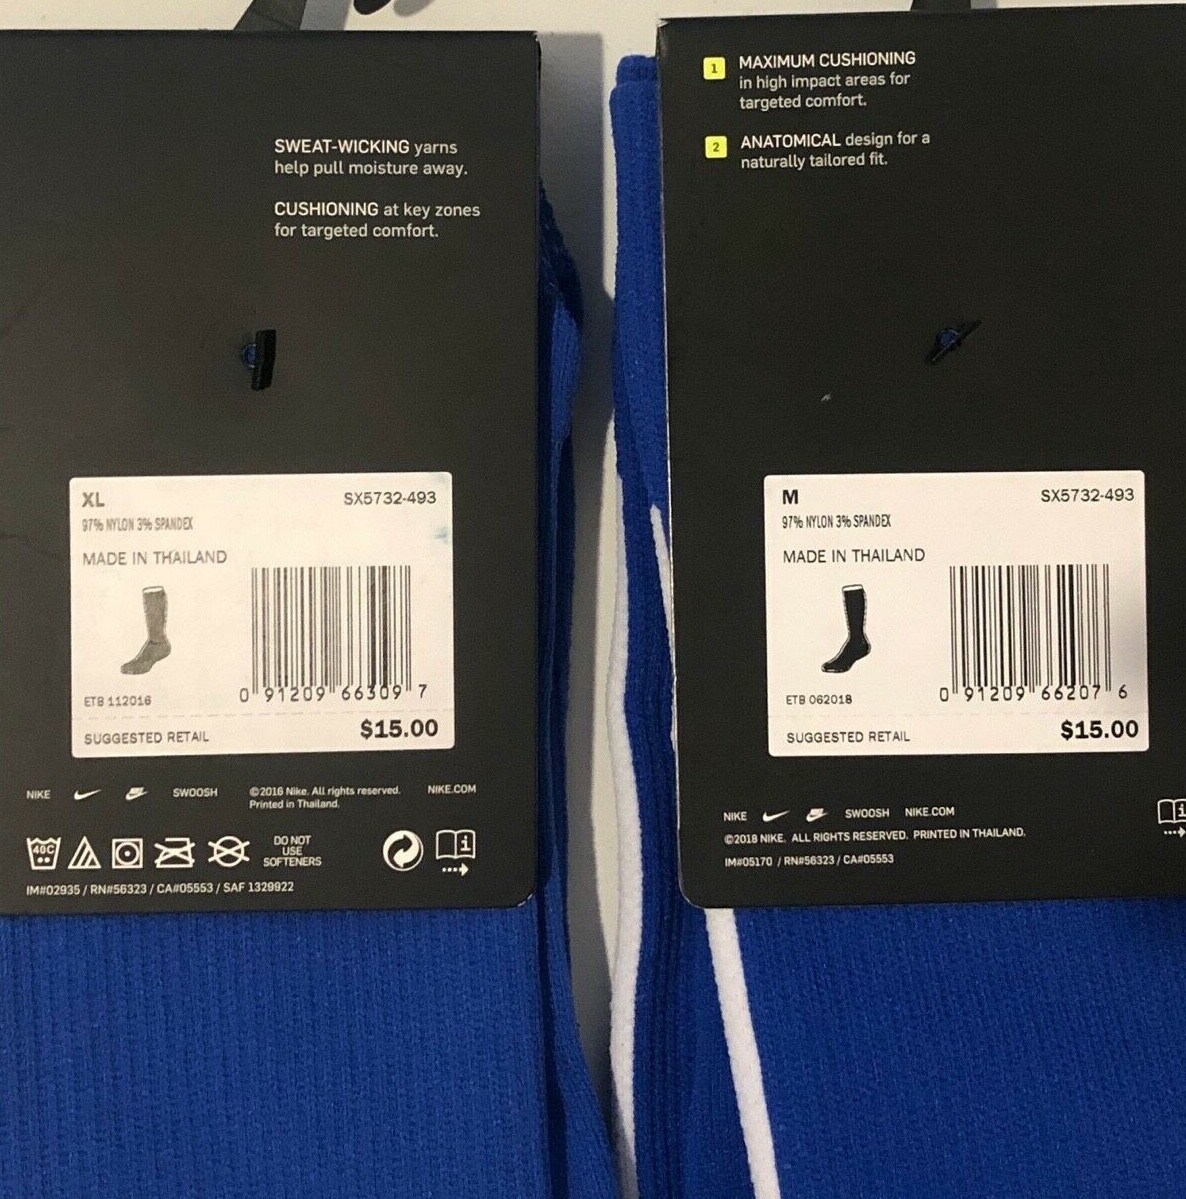 SWEAT-WICKING yarns
help pull moisture away.
CUSHIONING at key zones
for targeted comfort.
XL
SX5732-493
97% NYLON 3% SPANDEX
MADE IN THAILAND
ETB 112016
0 91209 66309 7
SUGGESTED RETAIL
$15.00
NIKE
SWOOSH
©2016 Nike. All rights reserved.
Printed in Thailand.
NIKE.COM
40C
DO NOT
USE
SOFTENERS
IM#02935 / RN#56323 / CA#05553 / SAF 1329922
1 MAXIMUM CUSHIONING
in high impact areas for
targeted comfort.
2 ANATOMICAL design for a
naturally tailored fit.
M
SX5732-493
97% NYLON 3% SPANDEX
MADE IN THAILAND
ETB 062018
0 91209 66207 6
SUGGESTED RETAIL
$15.00
NIKE
SWOOSH NIKE.COM
©2018 NIKE. ALL RIGHTS RESERVED. PRINTED IN THAILAND.
IM#05170 / RN#56323 / CA#05553